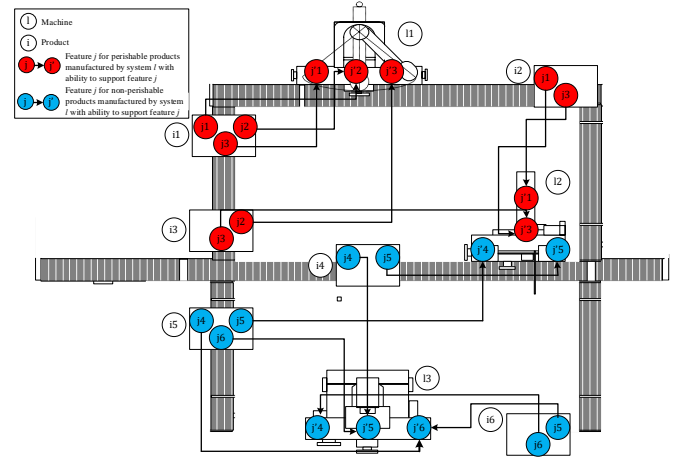 l Machine
i Product
j j' Feature j for perishable products
manufactured by system l with
ability to support feature j
j j' Feature j for non-perishable
products manufactured by system
l with ability to support feature j
l1
j'1 j'2 j'3
i2 j1
j3
i1 j1 j2
j3
l2
j'1
i3 j2
j3
j'3
j'4 j'5
i4 j4 j5
i5 j4 j5
j6
l3
j'4 j'5 j'6
i6 j5
j6